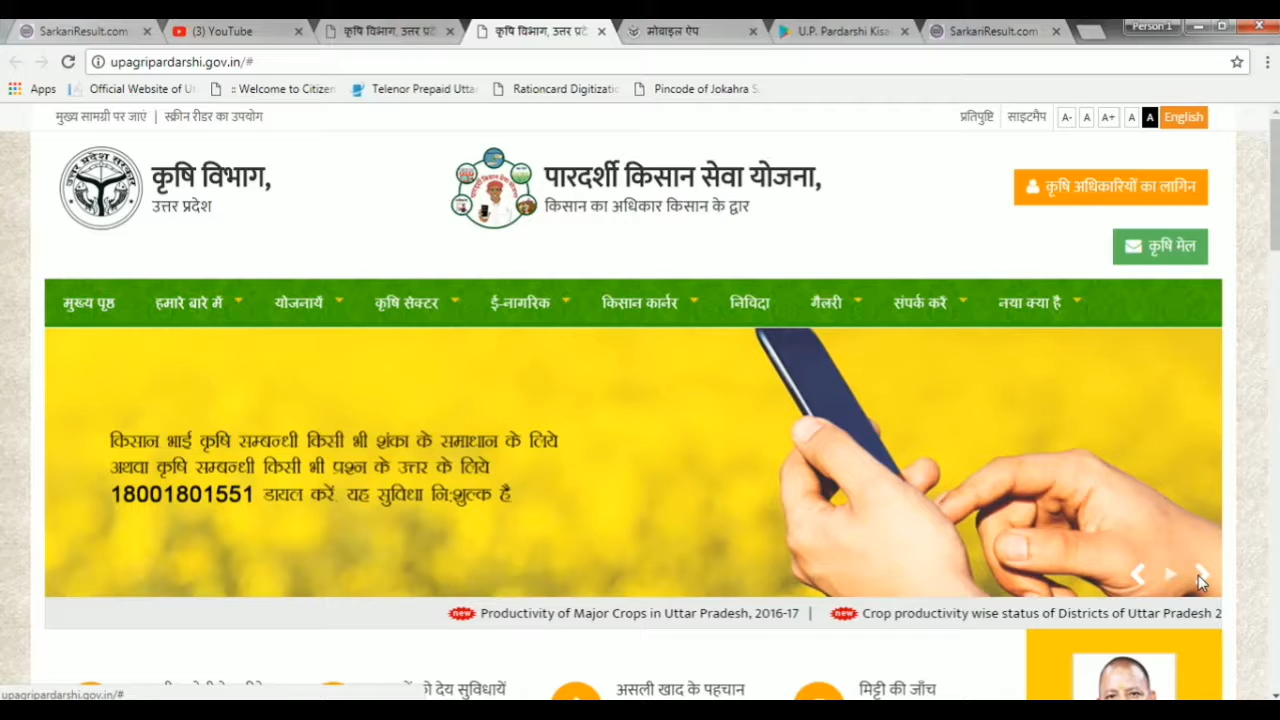 SarkariResult.com
(3) YouTube
कृषि विभाग, उत्तर प्रदे
कृषि विभाग, उत्तर प्रदे
मोबाइल ऐप
U.P. Pardarshi Kisa
SarkariResult.com
Person 1
upagripardarshi.gov.in/#
Apps
Official Website of U
:: Welcome to Citizen
Telenor Prepaid Utta
Rationcard Digitizati
Pincode of Jokahra S
मुख्य सामग्री पर जाएं | स्क्रीन रीडर का उपयोग
प्रतिपुष्टि
साइटमैप
A- A A+ A A
English
कृषि विभाग,
उत्तर प्रदेश
पारदर्शी किसान सेवा योजना,
किसान का अधिकार किसान के द्वार
कृषि अधिकारियों का लागिन
कृषि मेल
मुख्य पृष्ठ हमारे बारे में योजनायें कृषि सेक्टर ई-नागरिक किसान कार्नर निविदा गैलरी संपर्क करें नया क्या है
किसान भाई कृषि सम्बन्धी किसी भी शंका के समाधान के लिये
अथवा कृषि सम्बन्धी किसी भी प्रश्न के उत्तर के लिये
18001801551 डायल करें. यह सुविधा नि:शुल्क है
new Productivity of Major Crops in Uttar Pradesh, 2016-17 | new Crop productivity wise status of Districts of Uttar Pradesh 2
देय सुविधायें
असली खाद के पहचान
मिट्टी की जाँच
upagripardarshi.gov.in/#